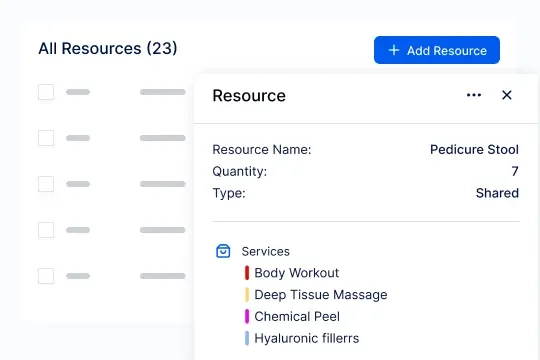 All Resources (23)
+ Add Resource
Resource
Resource Name: Pedicure Stool
Quantity: 7
Type: Shared
Services
Body Workout
Deep Tissue Massage
Chemical Peel
Hyaluronic fillerrs